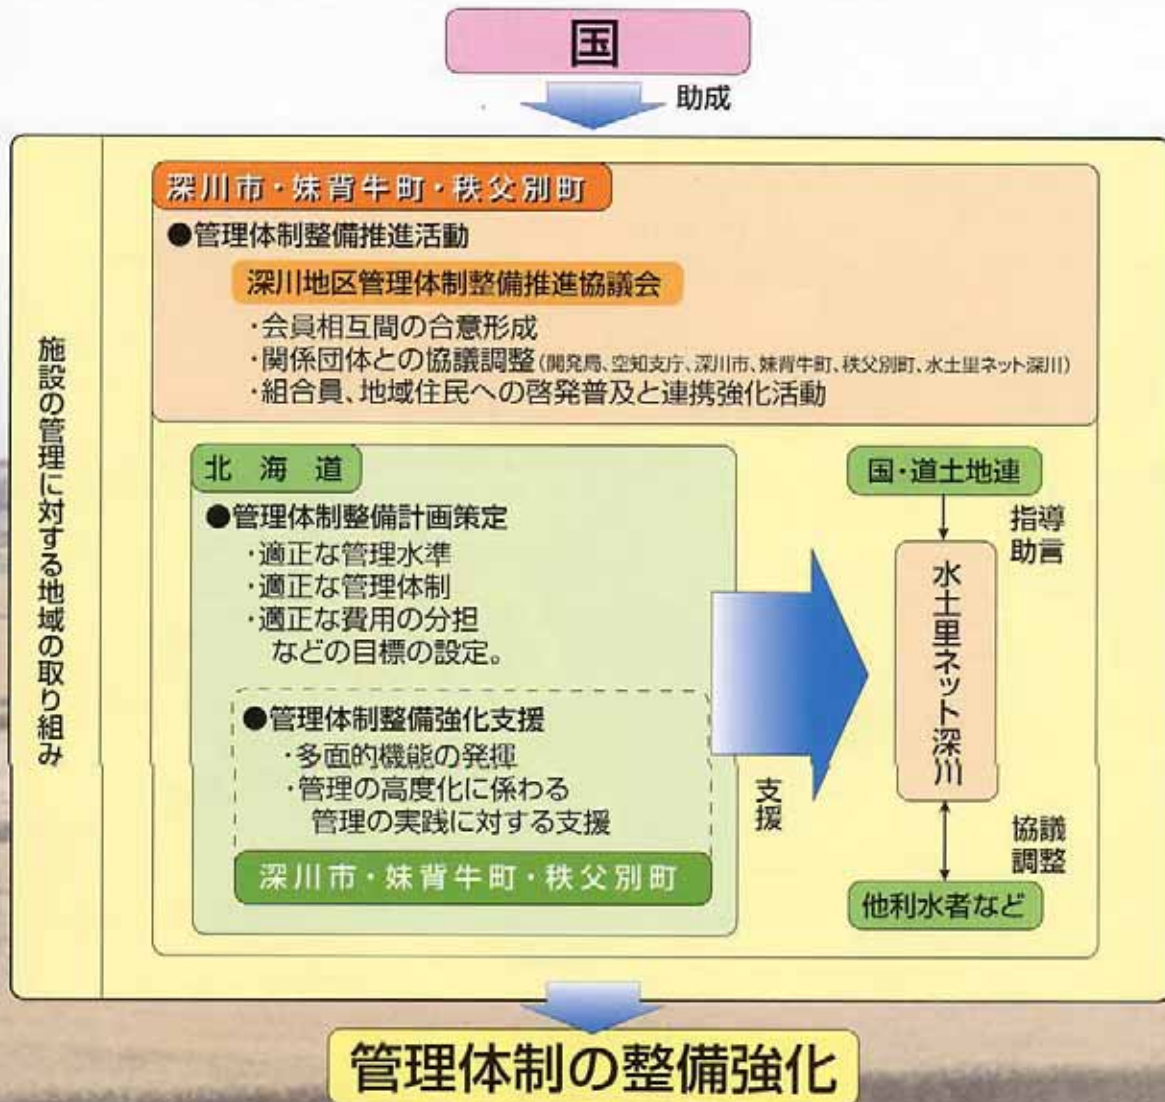 国
助成
施設の管理に対する地域の取り組み
深川市・妹背牛町・秩父別町
●管理体制整備推進活動
深川地区管理体制整備推進協議会
・会員相互間の合意形成
・関係団体との協議調整(開発局、空知支庁、深川市、妹背牛町、秩父別町、水土里ネット深川)
・組合員、地域住民への啓発普及と連携強化活動
北海道
●管理体制整備計画策定
・適正な管理水準
・適正な管理体制
・適正な費用の分担
などの目標の設定。
●管理体制整備強化支援
・多面的機能の発揮
・管理の高度化に係わる
管理の実践に対する支援
深川市・妹背牛町・秩父別町
支援
国・道土地連
指導
助言
水土里ネット深川
協議
調整
他利水者など
管理体制の整備強化